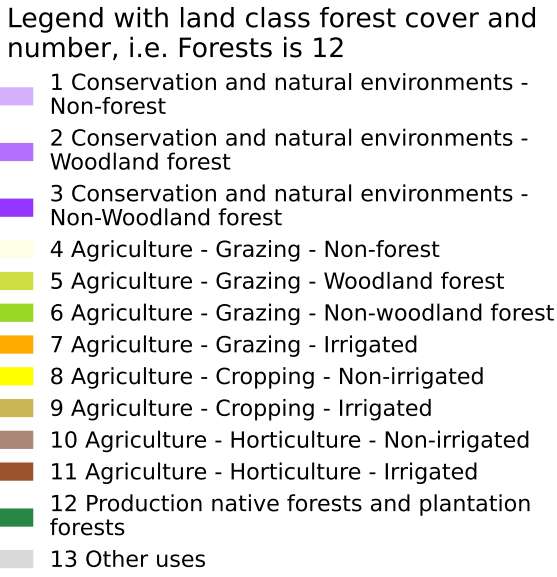 Legend with land class forest cover and
number, i.e. Forests is 12
1 Conservation and natural environments -
Non-forest
2 Conservation and natural environments -
Woodland forest
3 Conservation and natural environments -
Non-Woodland forest
4 Agriculture - Grazing - Non-forest
5 Agriculture - Grazing - Woodland forest
6 Agriculture - Grazing - Non-woodland forest
7 Agriculture - Grazing - Irrigated
8 Agriculture - Cropping - Non-irrigated
9 Agriculture - Cropping - Irrigated
10 Agriculture - Horticulture - Non-irrigated
11 Agriculture - Horticulture - Irrigated
12 Production native forests and plantation
forests
13 Other uses